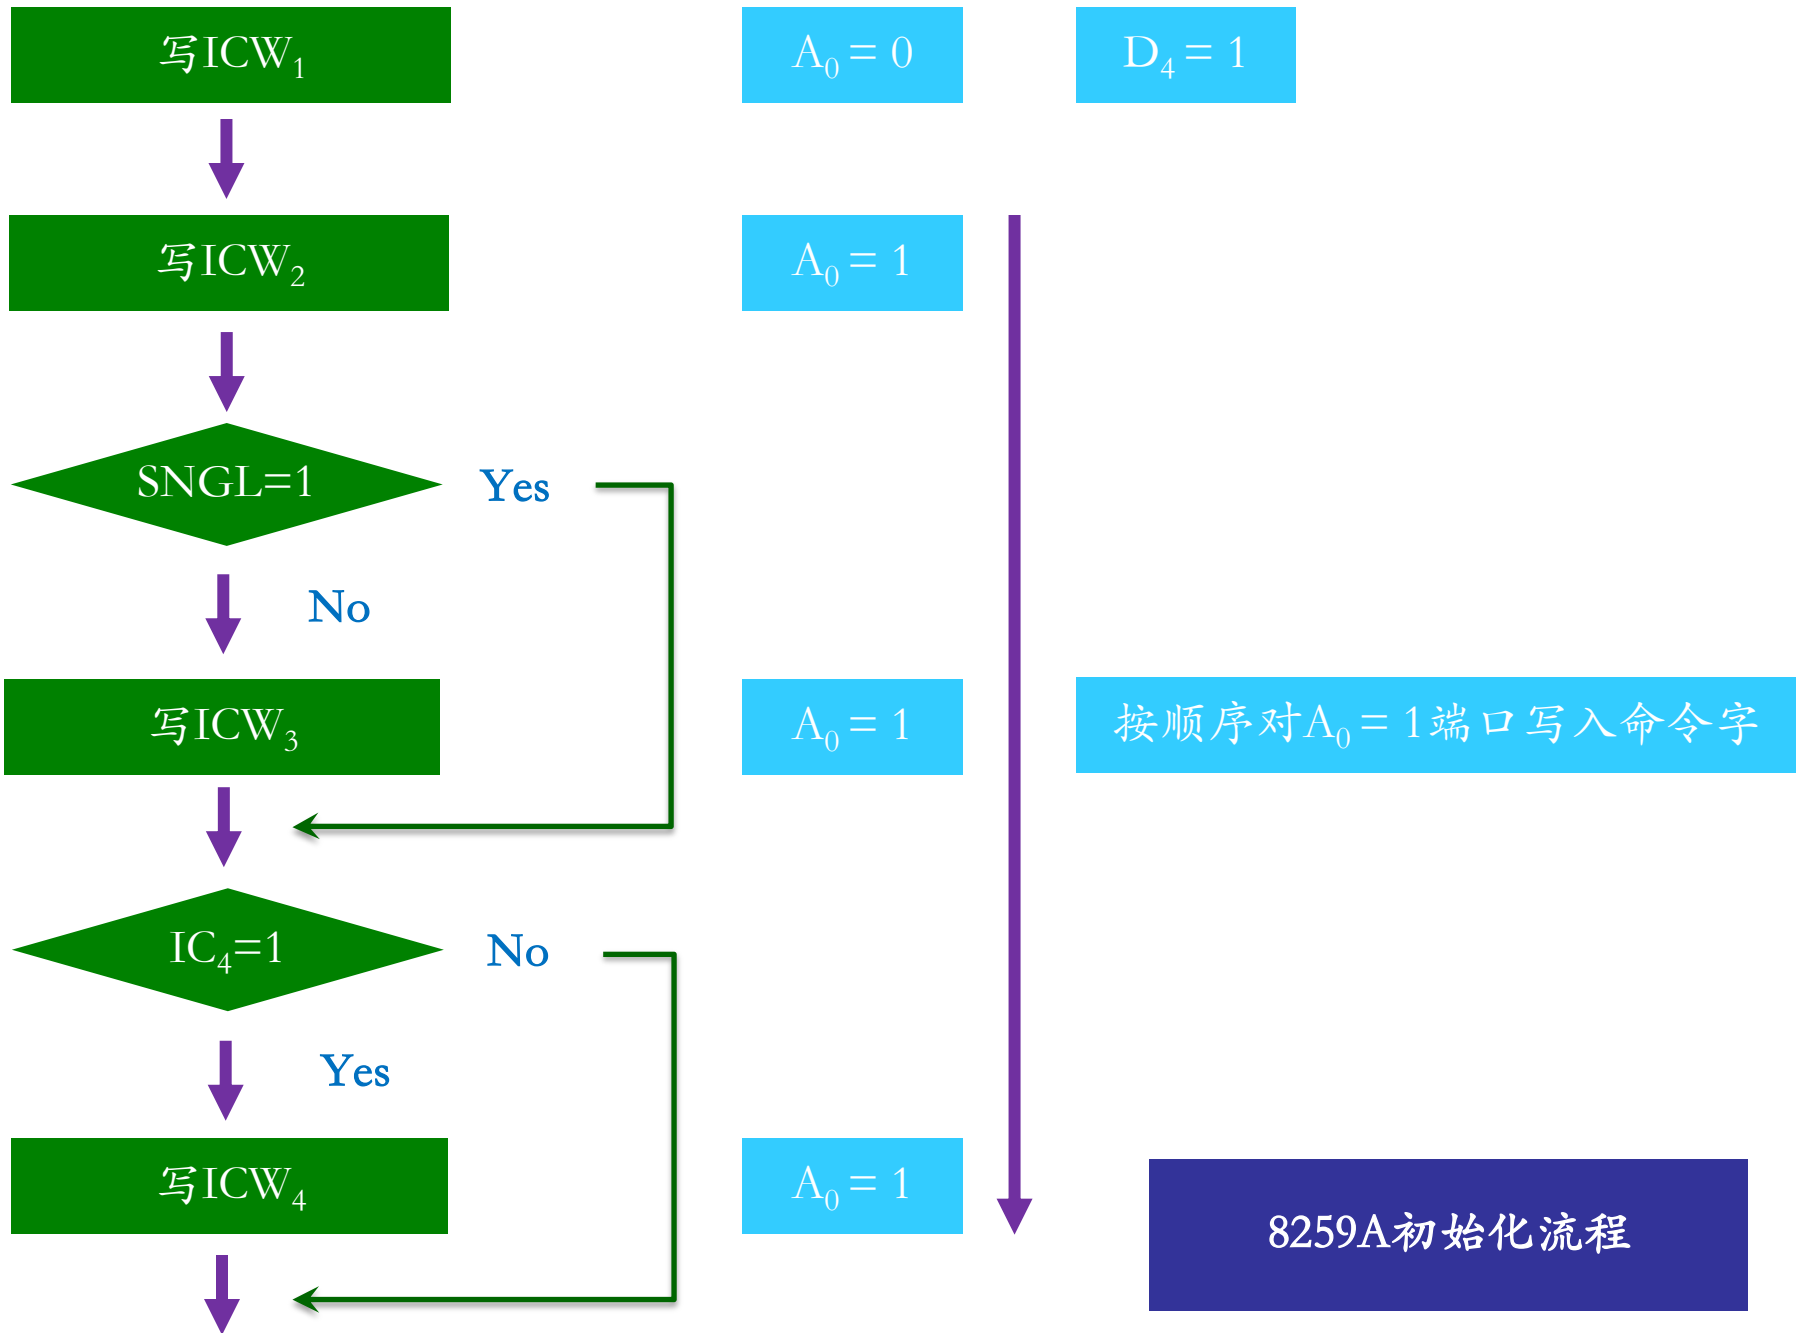 写ICW₁
A₀ = 0
D₄ = 1
写ICW₂
A₀ = 1
SNGL=1
Yes
No
写ICW₃
A₀ = 1
按顺序对A₀ = 1端口写入命令字
IC₄=1
No
Yes
写ICW₄
A₀ = 1
8259A初始化流程